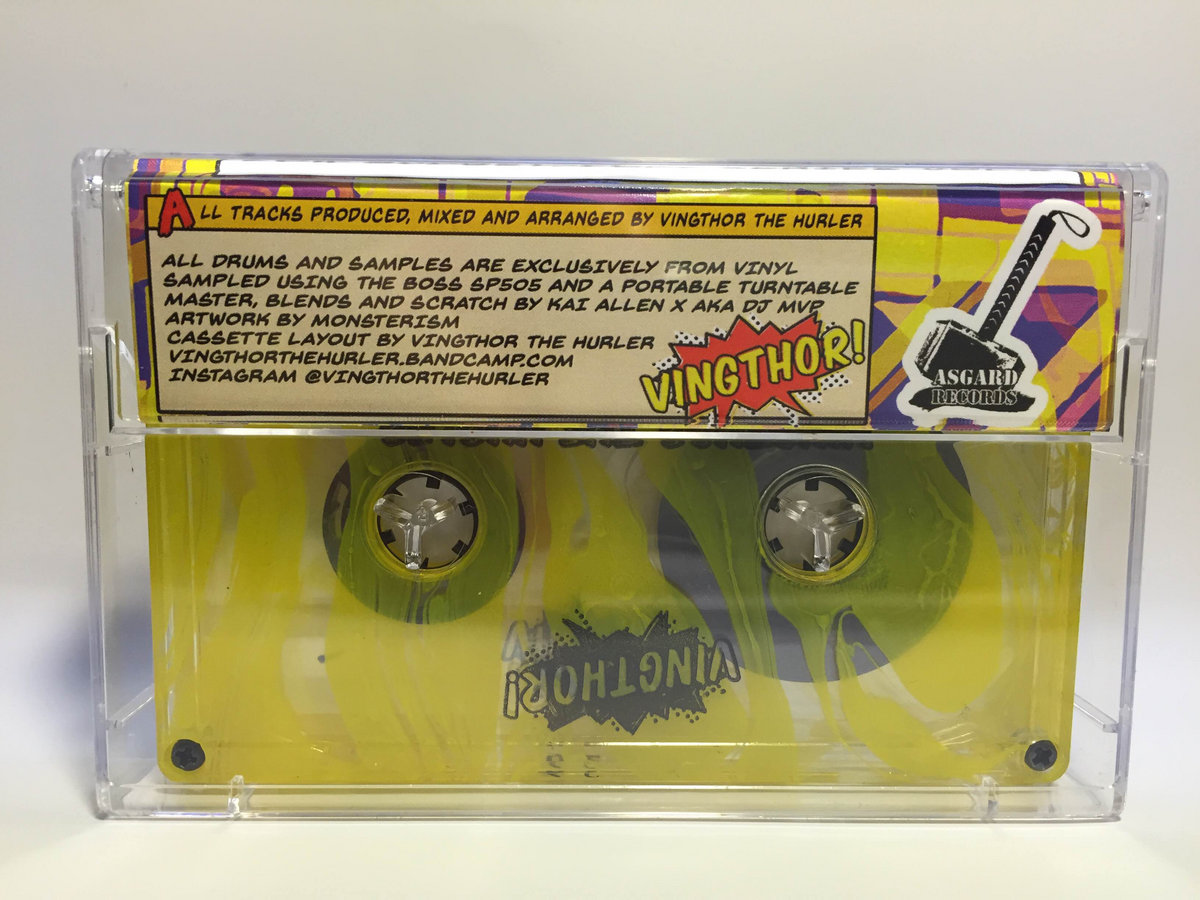 ALL TRACKS PRODUCED, MIXED AND ARRANGED BY VINGTHOR THE HURLER
ALL DRUMS AND SAMPLES ARE EXCLUSIVELY FROM VINYL
SAMPLED USING THE BOSS SP505 AND A PORTABLE TURNTABLE
MASTER, BLENDS AND SCRATCH BY KAI ALLEN X AKA DJ MVP
ARTWORK BY MONSTERISM
CASSETTE LAYOUT BY VINGTHOR THE HURLER
VINGTHORTHEHURLER.BANDCAMP.COM
INSTAGRAM @VINGTHORTHEHURLER
VINGTHOR!
ASGARD
RECORDS
VINGTHOR!